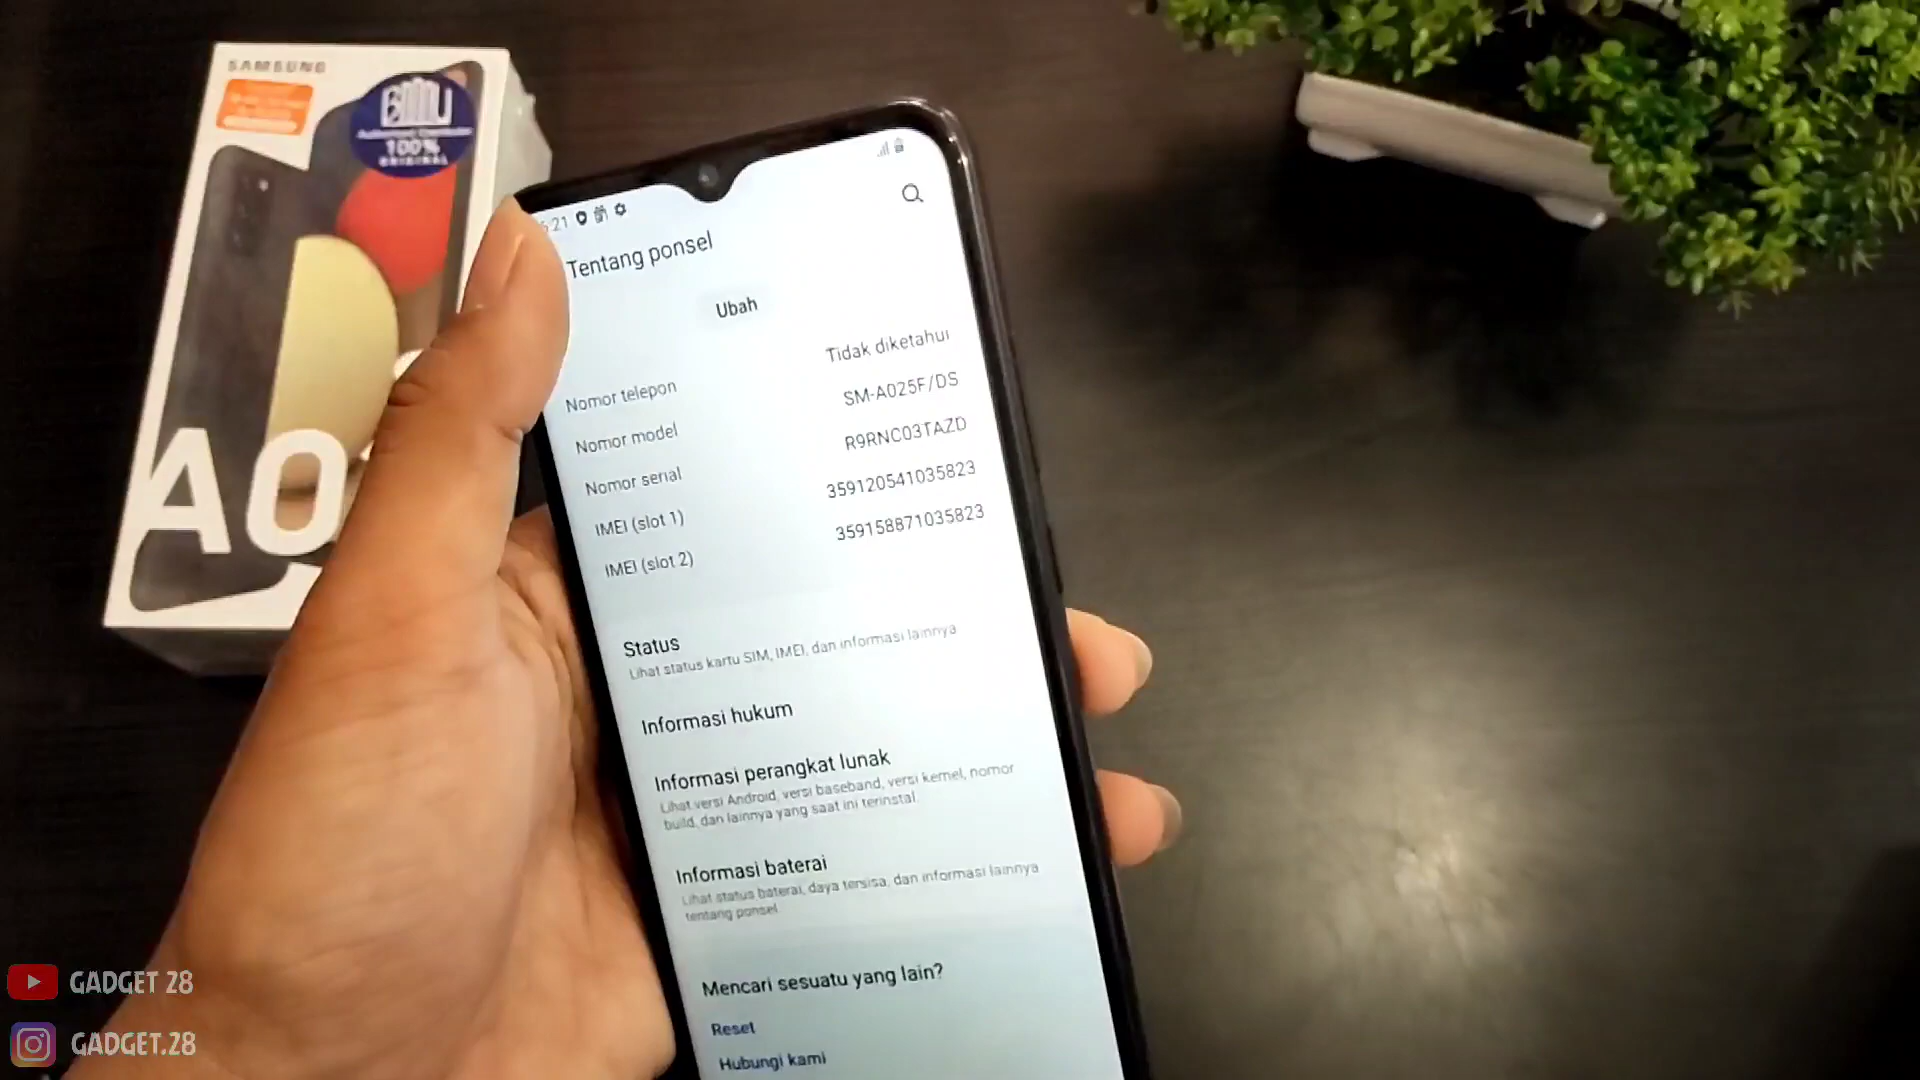 SAMSUNG
100%
ORIGINAL
A0
Tentang ponsel
Ubah
Nomor telepon Tidak diketahui
Nomor model SM-A025F/DS
Nomor serial R9RNC03TAZD
IMEI (slot 1) 359120541035823
IMEI (slot 2) 359158871035823
Status
Lihat status kartu SIM, IMEI, dan informasi lainnya
Informasi hukum
Informasi perangkat lunak
Lihat versi Android, versi baseband, versi kernel, nomor
build, dan lainnya yang saat ini terinstal.
Informasi baterai
Lihat status baterai, daya tersisa, dan informasi lainnya
tentang ponsel.
Mencari sesuatu yang lain?
Reset
Hubungi kami
GADGET 28
GADGET.28